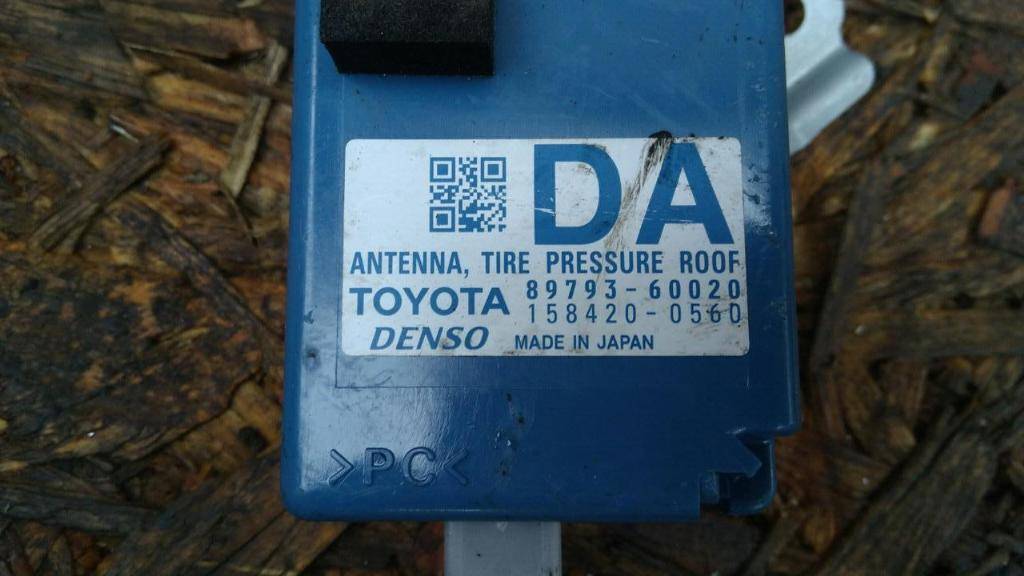 DA
ANTENNA, TIRE PRESSURE ROOF
TOYOTA 89793-60020
158420-0560
DENSO MADE IN JAPAN
>PC<